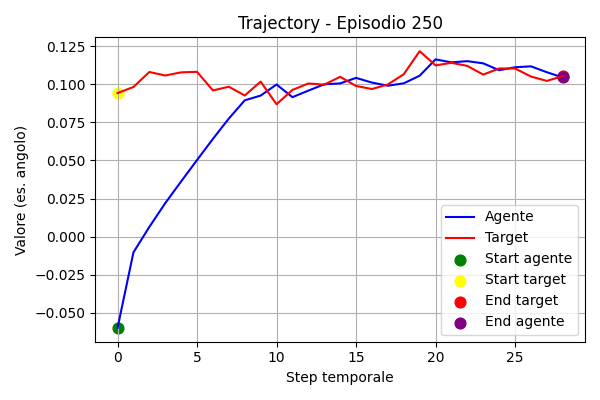 Trajectory - Episodio 250
Valore (es. angolo)
0.125
0.100
0.075
0.050
0.025
0.000
−0.025
−0.050
Agente
Target
Start agente
Start target
End target
End agente
0 5 10 15 20 25
Step temporale